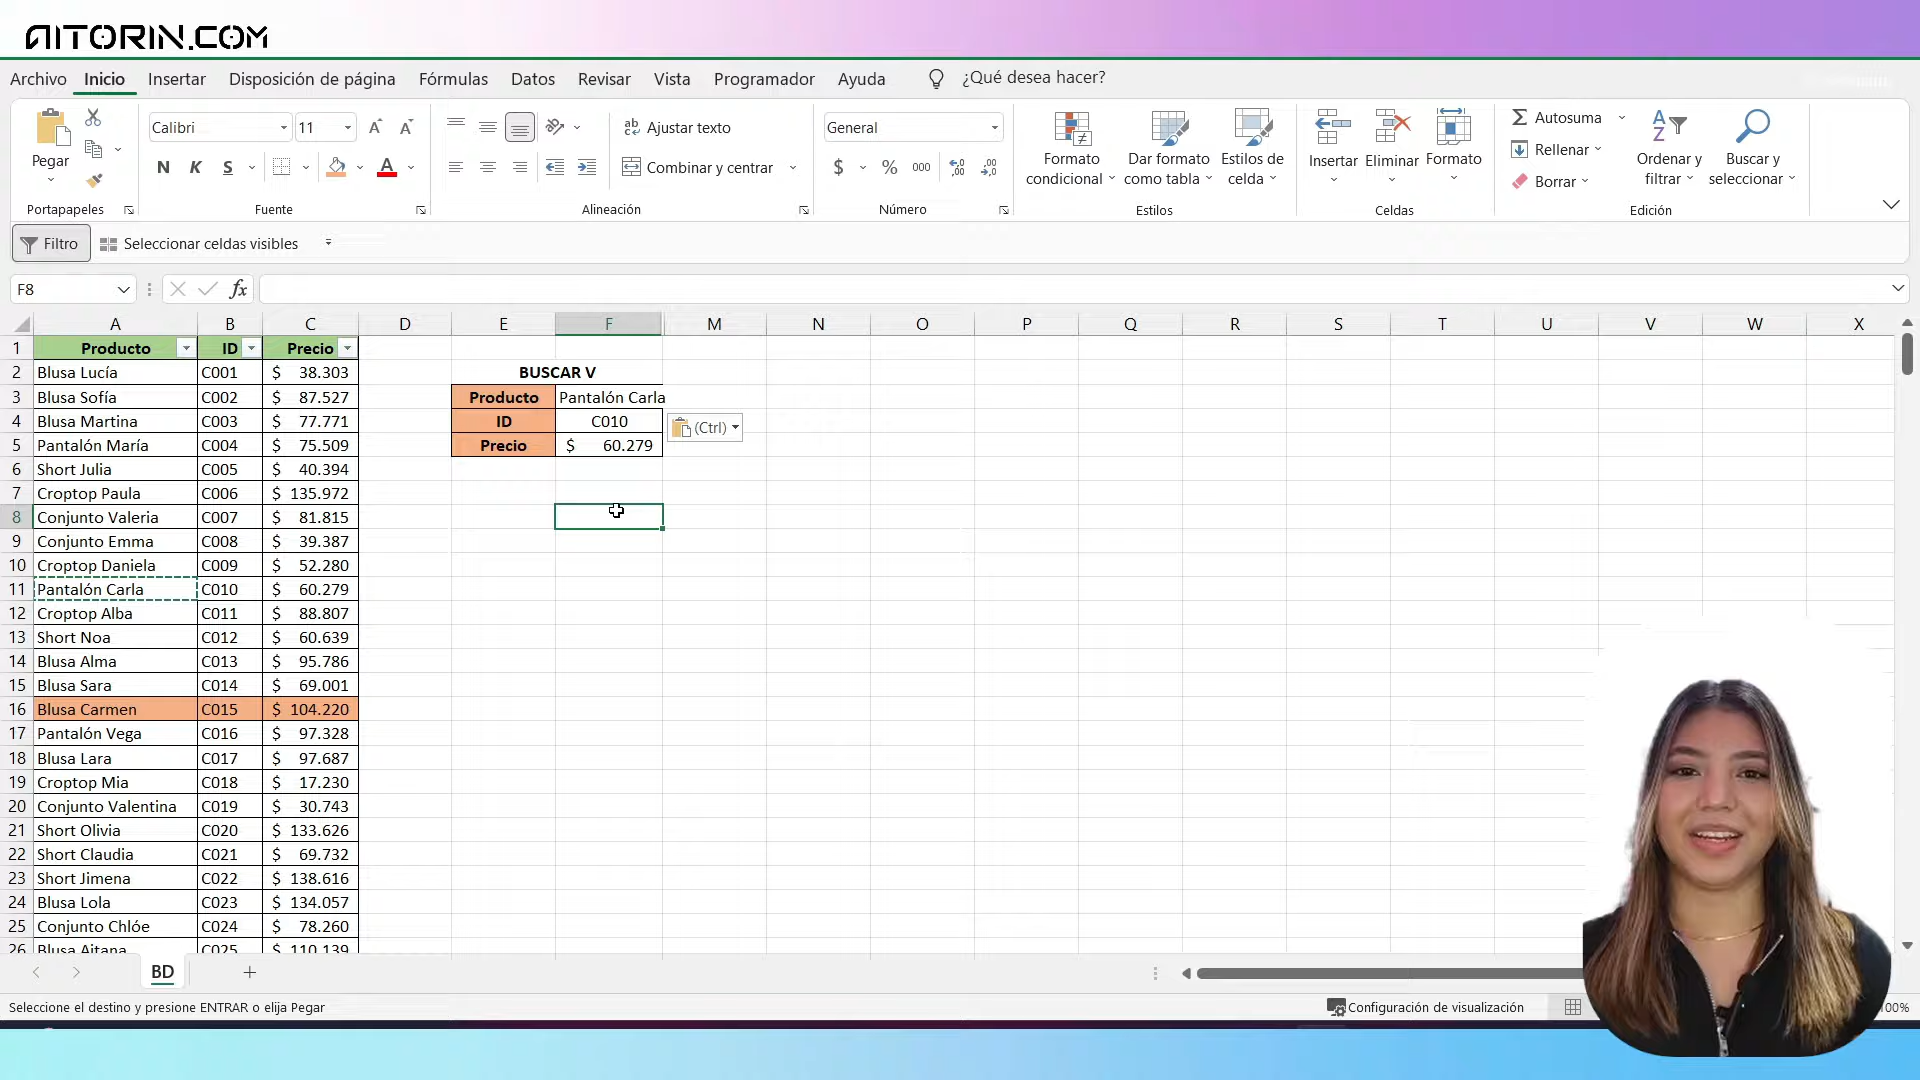 AITORIN.COM
Archivo Inicio Insertar Disposición de página Fórmulas Datos Revisar Vista Programador Ayuda ¿Qué desea hacer?
Pegar
Portapapeles
Calibri 11
N K S
Fuente
Ajustar texto
Combinar y centrar
Alineación
General
$ % 000
Número
Formato condicional
Dar formato como tabla
Estilos de celda
Estilos
Insertar Eliminar Formato
Celdas
Autosuma
Rellenar
Borrar
Ordenar y filtrar
Buscar y seleccionar
Edición
Filtro Seleccionar celdas visibles
F8 fx
A B C D E F M N O P Q R S T U V W X
1 Producto ID Precio
2 Blusa Lucía C001 $ 38.303 BUSCAR V
3 Blusa Sofía C002 $ 87.527 Producto Pantalón Carla
4 Blusa Martina C003 $ 77.771 ID C010 (Ctrl)
5 Pantalón María C004 $ 75.509 Precio $ 60.279
6 Short Julia C005 $ 40.394
7 Croptop Paula C006 $ 135.972
8 Conjunto Valeria C007 $ 81.815
9 Conjunto Emma C008 $ 39.387
10 Croptop Daniela C009 $ 52.280
11 Pantalón Carla C010 $ 60.279
12 Croptop Alba C011 $ 88.807
13 Short Noa C012 $ 60.639
14 Blusa Alma C013 $ 95.786
15 Blusa Sara C014 $ 69.001
16 Blusa Carmen C015 $ 104.220
17 Pantalón Vega C016 $ 97.328
18 Blusa Lara C017 $ 97.687
19 Croptop Mia C018 $ 17.230
20 Conjunto Valentina C019 $ 30.743
21 Short Olivia C020 $ 133.626
22 Short Claudia C021 $ 69.732
23 Short Jimena C022 $ 138.616
24 Blusa Lola C023 $ 134.057
25 Conjunto Chlóe C024 $ 78.260
26 Blusa Aitana C025 $ 110.139
BD
Seleccione el destino y presione ENTRAR o elija Pegar Configuración de visualización 100%